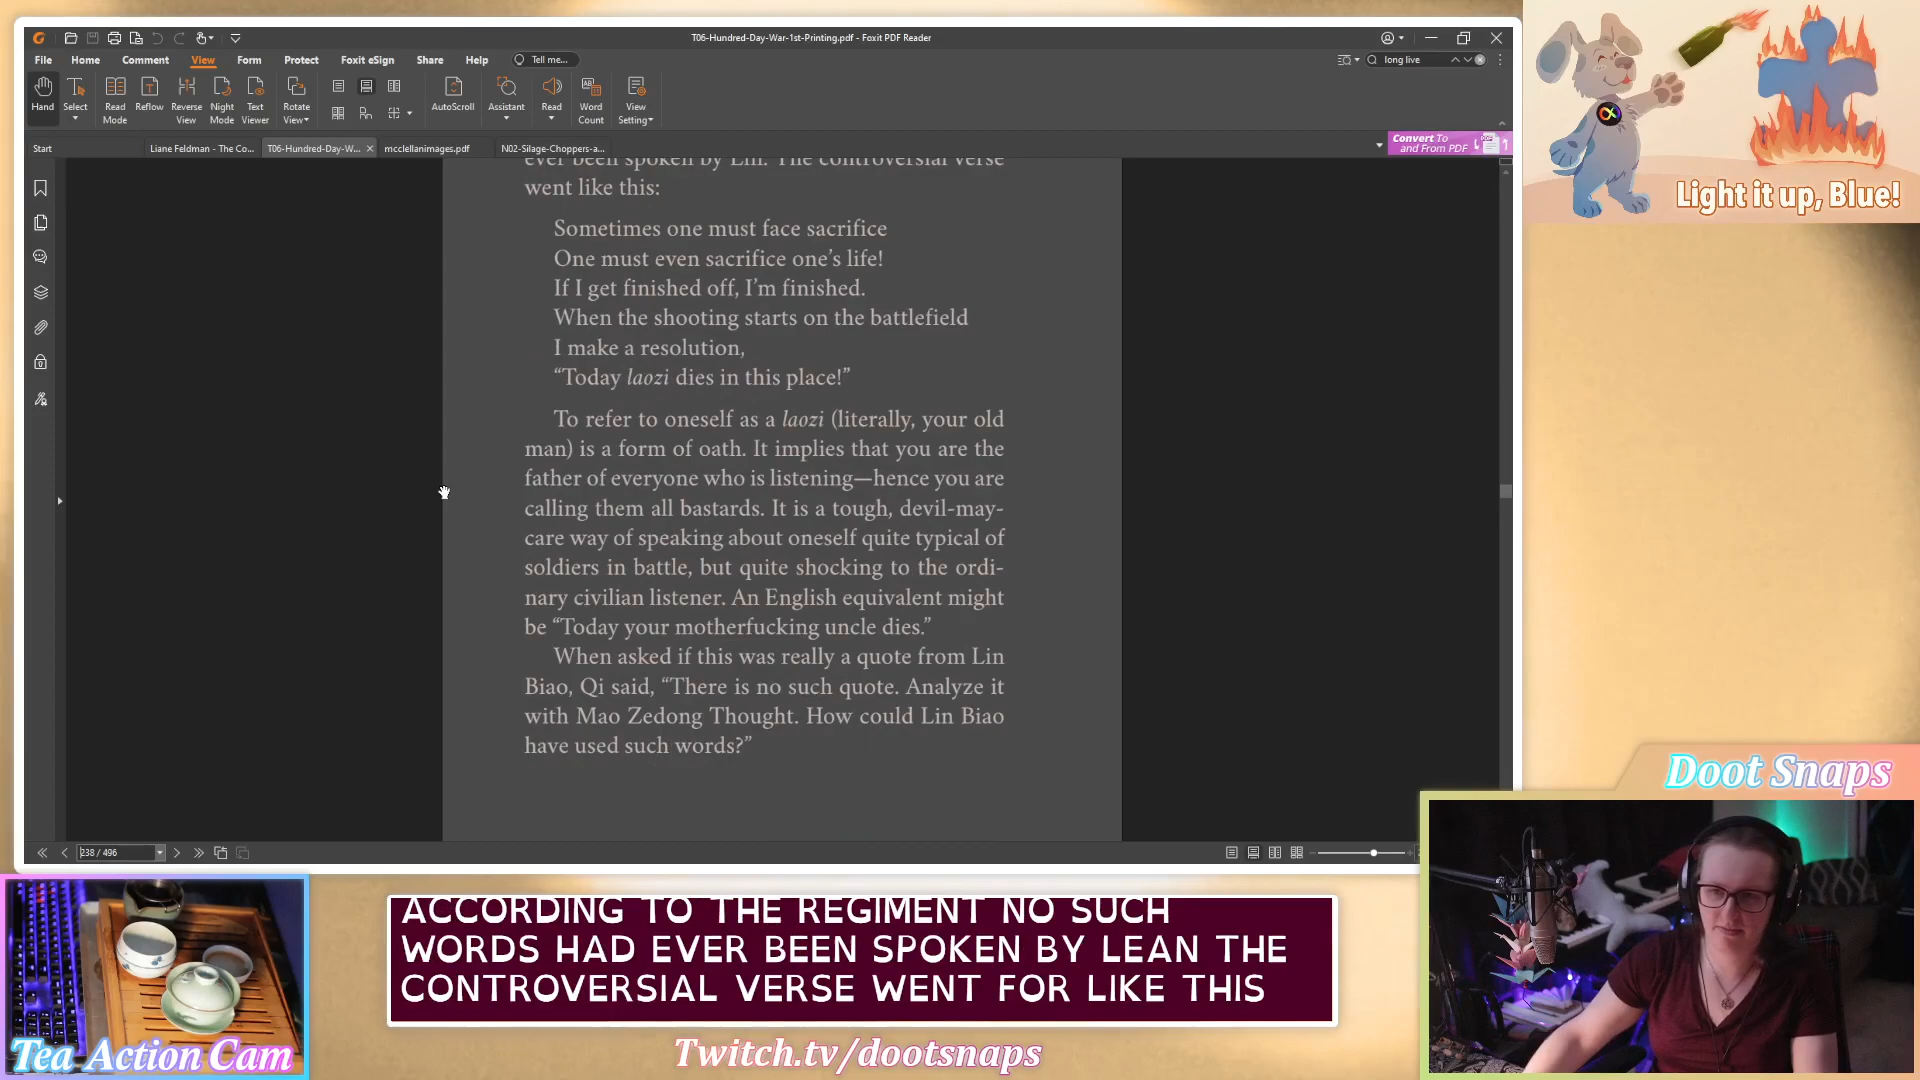 T06-Hundred-Day-War-1st-Printing.pdf - Foxit PDF Reader
File Home Comment View Form Protect Foxit eSign Share Help Tell me... long live
Hand Select Read Mode Reflow Reverse View Night Mode Text Viewer Rotate View AutoScroll Assistant Read Word Count View Setting
Start Liane Feldman - The Co... T06-Hundred-Day-W... mcclellanimages.pdf N02-Silage-Choppers-a...
Convert To
and From PDF
ever been spoken by Lin. The controversial verse
went like this:
Sometimes one must face sacrifice
One must even sacrifice one's life!
If I get finished off, I'm finished.
When the shooting starts on the battlefield
I make a resolution,
“Today laozi dies in this place!”
To refer to oneself as a laozi (literally, your old
man) is a form of oath. It implies that you are the
father of everyone who is listening—hence you are
calling them all bastards. It is a tough, devil-may-
care way of speaking about oneself quite typical of
soldiers in battle, but quite shocking to the ordi-
nary civilian listener. An English equivalent might
be “Today your motherfucking uncle dies.”
When asked if this was really a quote from Lin
Biao, Qi said, “There is no such quote. Analyze it
with Mao Zedong Thought. How could Lin Biao
have used such words?”
238 / 496
Light it up, Blue!
Doot Snaps
ACCORDING TO THE REGIMENT NO SUCH
WORDS HAD EVER BEEN SPOKEN BY LEAN THE
CONTROVERSIAL VERSE WENT FOR LIKE THIS
Tea Action Cam
Twitch.tv/dootsnaps